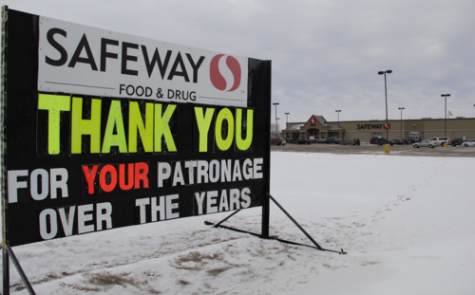 SAFEWAY
FOOD & DRUG
THANK YOU
FOR YOUR PATRONAGE
OVER THE YEARS
SAFEWAY